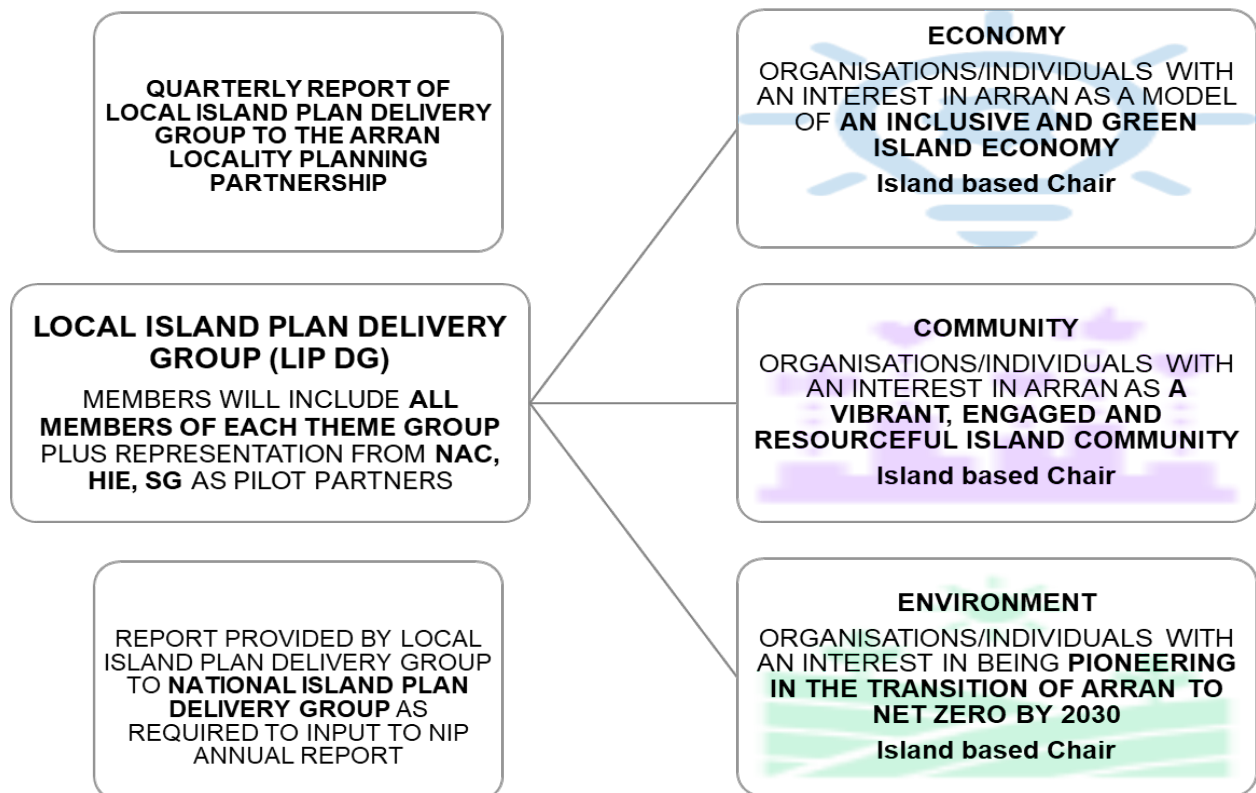 QUARTERLY REPORT OF
LOCAL ISLAND PLAN DELIVERY
GROUP TO THE ARRAN
LOCALITY PLANNING
PARTNERSHIP
LOCAL ISLAND PLAN DELIVERY
GROUP (LIP DG)
MEMBERS WILL INCLUDE ALL
MEMBERS OF EACH THEME GROUP
PLUS REPRESENTATION FROM NAC,
HIE, SG AS PILOT PARTNERS
REPORT PROVIDED BY LOCAL
ISLAND PLAN DELIVERY GROUP
TO NATIONAL ISLAND PLAN
DELIVERY GROUP AS
REQUIRED TO INPUT TO NIP
ANNUAL REPORT
ECONOMY
ORGANISATIONS/INDIVIDUALS WITH
AN INTEREST IN ARRAN AS A MODEL
OF AN INCLUSIVE AND GREEN
ISLAND ECONOMY
Island based Chair
COMMUNITY
ORGANISATIONS/INDIVIDUALS WITH
AN INTEREST IN ARRAN AS A
VIBRANT, ENGAGED AND
RESOURCEFUL ISLAND COMMUNITY
Island based Chair
ENVIRONMENT
ORGANISATIONS/INDIVIDUALS WITH
AN INTEREST IN BEING PIONEERING
IN THE TRANSITION OF ARRAN TO
NET ZERO BY 2030
Island based Chair